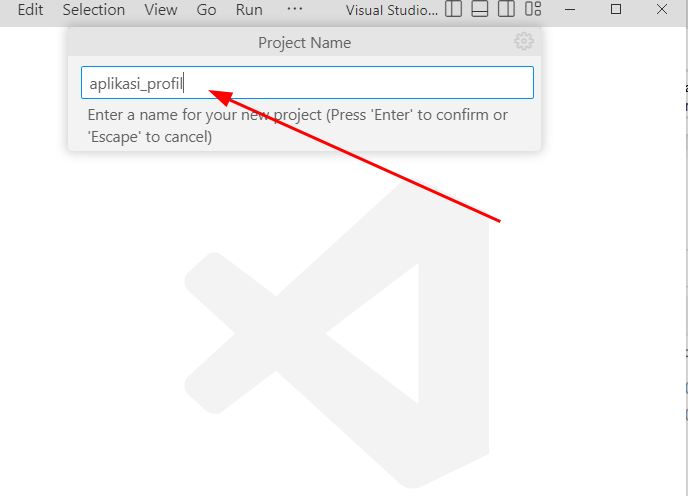 Edit Selection View Go Run ··· Visual Studio...
Project Name
aplikasi_profil
Enter a name for your new project (Press 'Enter' to confirm or
'Escape' to cancel)